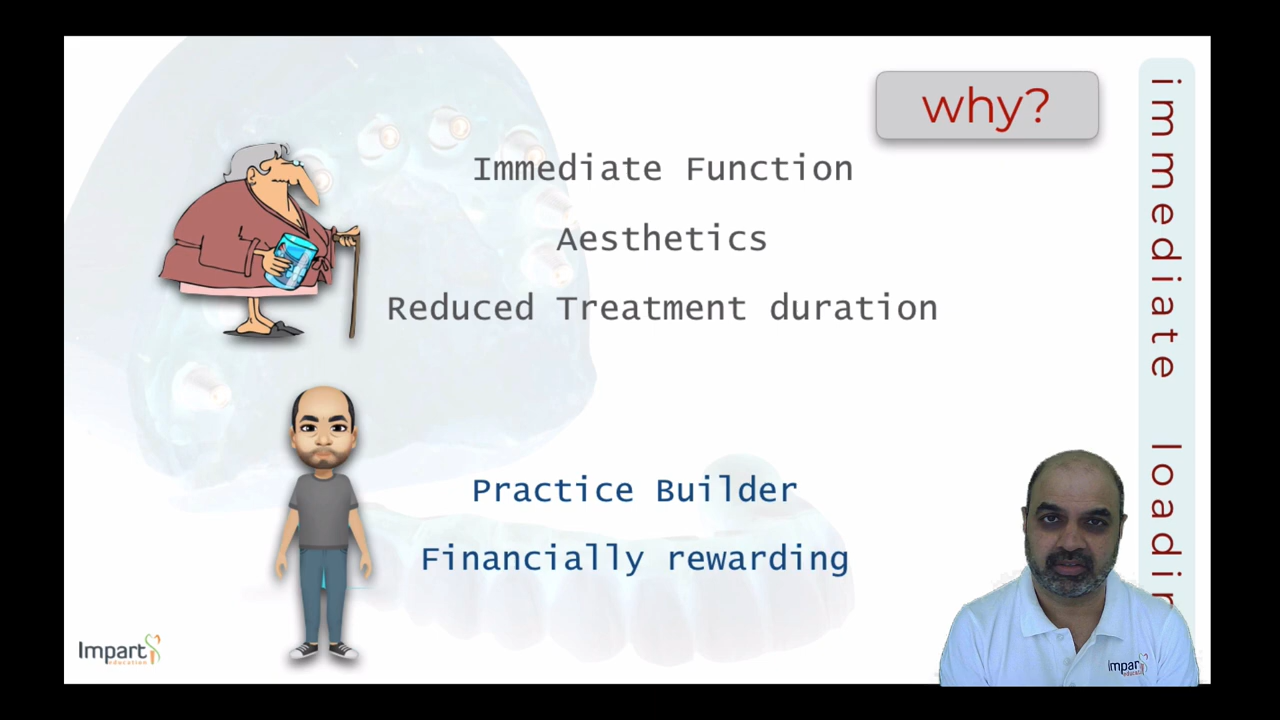 why?
Immediate Function
Aesthetics
Reduced Treatment duration
Practice Builder
Financially rewarding
immediate loadin
Impart
education
Impart
education